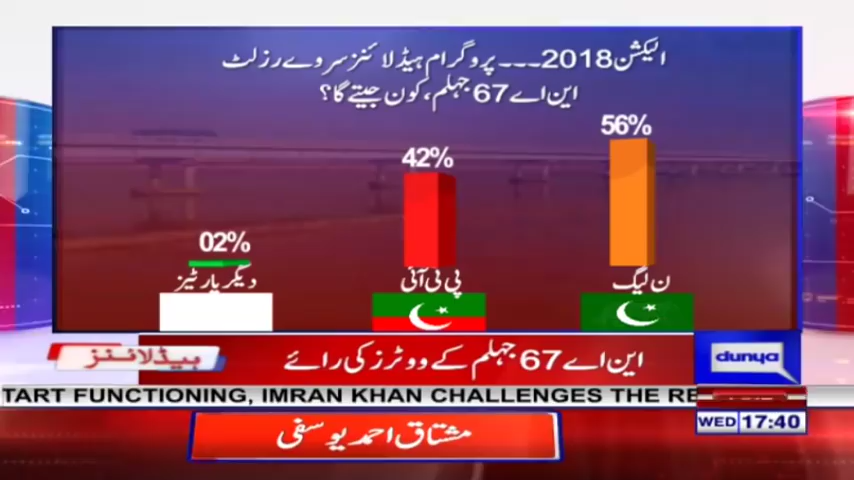 الیکشن 2018 ۔۔۔ پروگرام ہیڈلائنز سروے رزلٹ
این اے 67 جہلم، کون جیتے گا؟
56%
42%
02%
ن لیگ
پی ٹی آئی
دیگر پارٹیز
این اے 67 جہلم کے ووٹرز کی رائے
ہیڈلائنز
dunya
TART FUNCTIONING, IMRAN KHAN CHALLENGES THE RE
WED 17:40
مشتاق احمد یوسفی